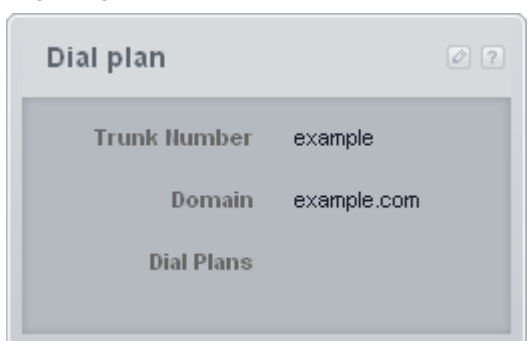 Dial plan
Trunk Number example
Domain example.com
Dial Plans